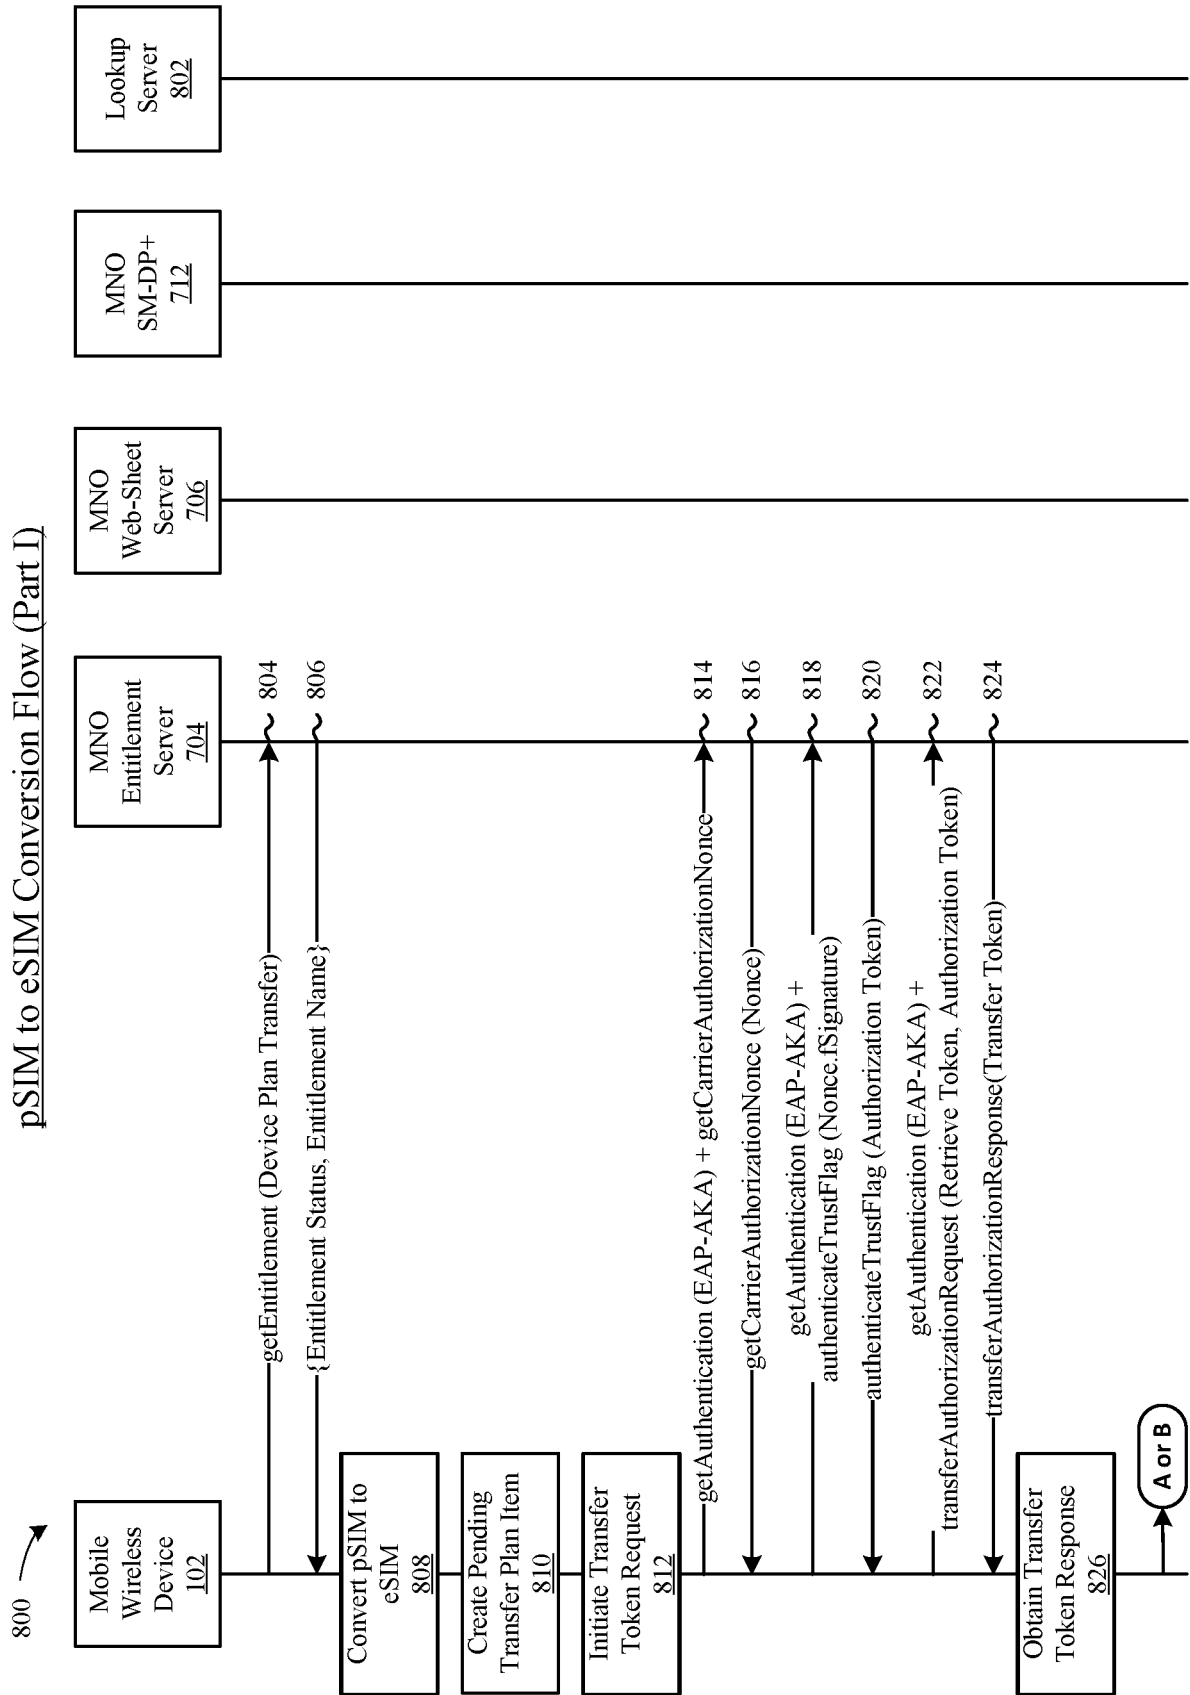 pSIM to eSIM Conversion Flow (Part I)
800
Mobile
Wireless
Device
102
MNO
Entitlement
Server
704
MNO
Web-Sheet
Server
706
MNO
SM-DP+
712
Lookup
Server
802
getEntitlement (Device Plan Transfer)
804
{Entitlement Status, Entitlement Name}
806
Convert pSIM to
eSIM
808
Create Pending
Transfer Plan Item
810
Initiate Transfer
Token Request
812
getAuthentication (EAP-AKA) + getCarrierAuthorizationNonce
814
getCarrierAuthorizationNonce (Nonce)
816
getAuthentication (EAP-AKA) +
authenticateTrustFlag (Nonce.fSignature)
818
authenticateTrustFlag (Authorization Token)
820
getAuthentication (EAP-AKA) +
transferAuthorizationRequest (Retrieve Token, Authorization Token)
822
transferAuthorizationResponse(Transfer Token)
824
Obtain Transfer
Token Response
826
A or B